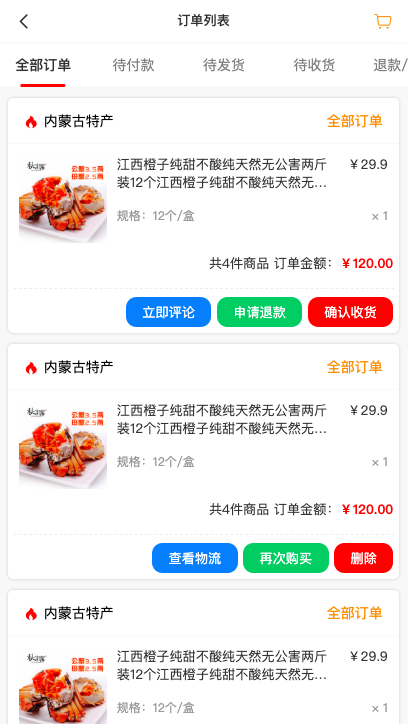 订单列表
全部订单 待付款 待发货 待收货 退款/
内蒙古特产 全部订单
公蟹3.5两
母蟹2.5两
江西橙子纯甜不酸纯天然无公害两斤 ¥29.9
装12个江西橙子纯甜不酸纯天然无...
规格：12个/盒 ×1
共4件商品 订单金额： ¥120.00
立即评论 申请退款 确认收货
内蒙古特产 全部订单
公蟹3.5两
母蟹2.5两
江西橙子纯甜不酸纯天然无公害两斤 ¥29.9
装12个江西橙子纯甜不酸纯天然无...
规格：12个/盒 ×1
共4件商品 订单金额： ¥120.00
查看物流 再次购买 删除
内蒙古特产 全部订单
公蟹3.5两
母蟹2.5两
江西橙子纯甜不酸纯天然无公害两斤 ¥29.9
装12个江西橙子纯甜不酸纯天然无...
规格：12个/盒 ×1